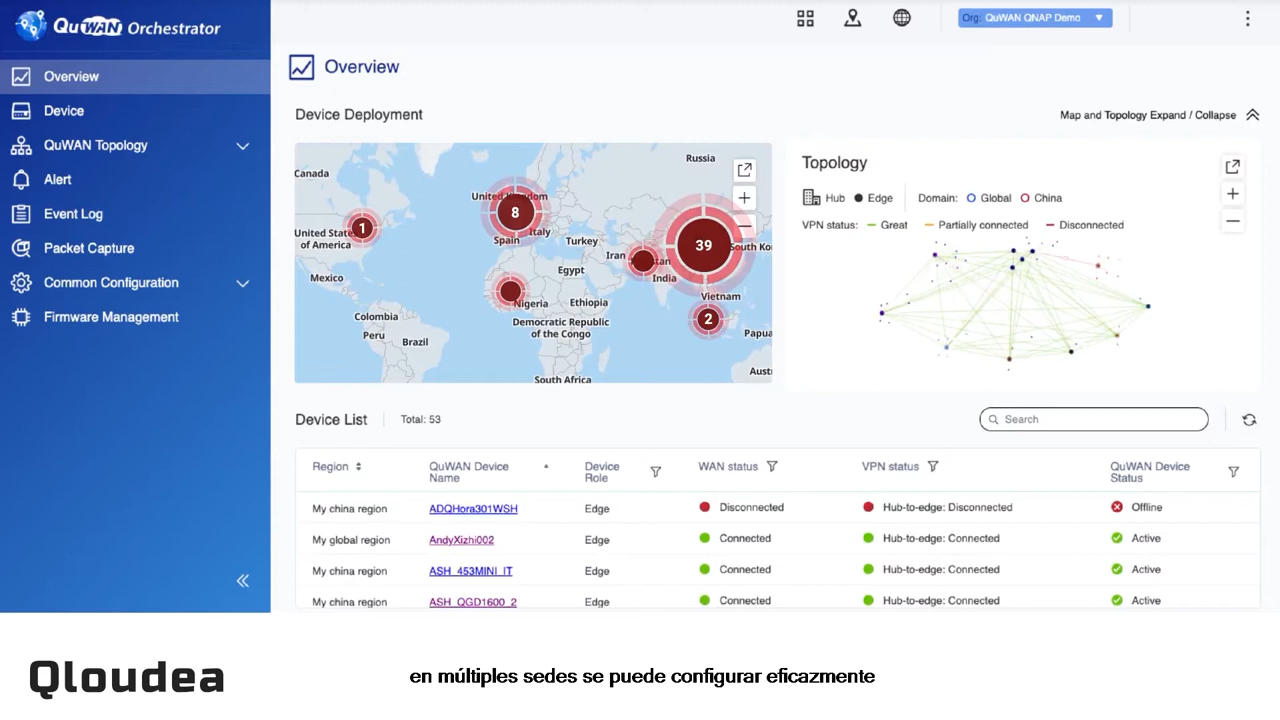 QuWAN Orchestrator
Org: QuWAN QNAP Demo
Overview
Device
QuWAN Topology
Alert
Event Log
Packet Capture
Common Configuration
Firmware Management
Overview
Device Deployment
Map and Topology Expand / Collapse
Canada
Russia
United Kingdom
8
1
United States of America
Spain
Italy
Turkey
39
South Ko
Iran
India
Mexico
Egypt
Nigeria
Ethiopia
Vietnam
2
Colombia
Democratic Republic of the Congo
Papua
Peru
Brazil
South Africa
Aust
Topology
Hub Edge Domain: Global China
VPN status: Great Partially connected Disconnected
Device List Total: 53
Search
Region QuWAN Device Name Device Role WAN status VPN status QuWAN Device Status
My china region ADQHora301WSH Edge Disconnected Hub-to-edge: Disconnected Offline
My global region AndyXizhi002 Edge Connected Hub-to-edge: Connected Active
My china region ASH_453MINI_IT Edge Connected Hub-to-edge: Connected Active
My china region ASH_QGD1600_2 Edge Connected Hub-to-edge: Connected Active
Qloudea
en múltiples sedes se puede configurar eficazmente